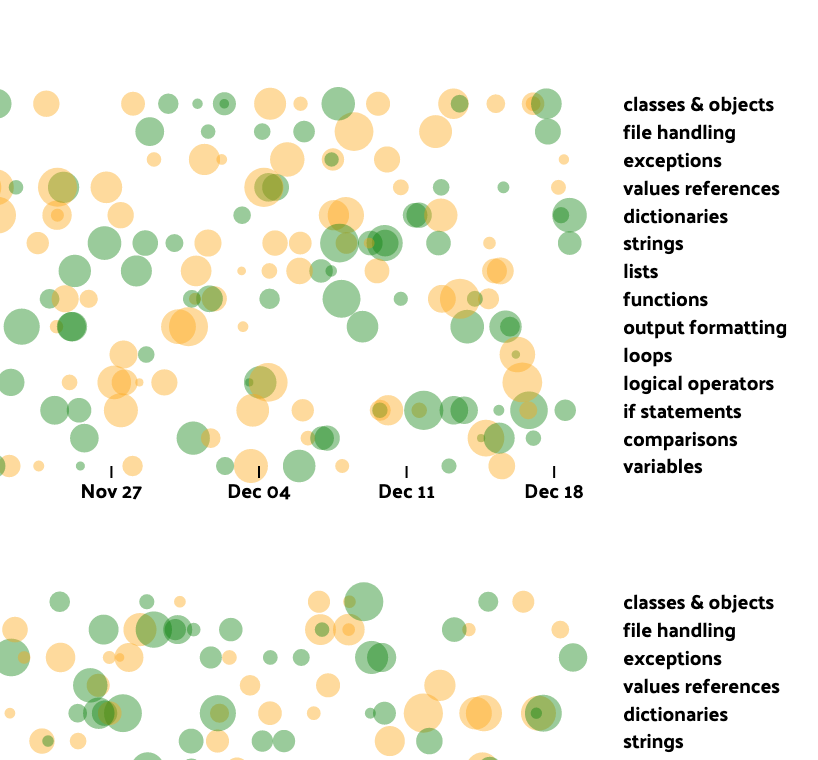 classes & objects
file handling
exceptions
values references
dictionaries
strings
lists
functions
output formatting
loops
logical operators
if statements
comparisons
variables
Nov 27 Dec 04 Dec 11 Dec 18
classes & objects
file handling
exceptions
values references
dictionaries
strings